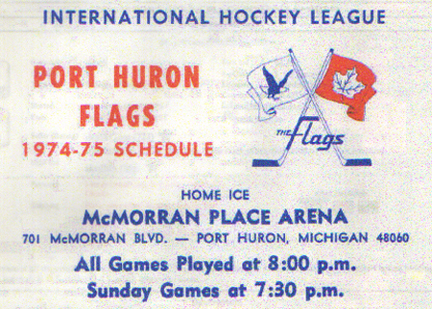 INTERNATIONAL HOCKEY LEAGUE
PORT HURON
FLAGS
1974-75 SCHEDULE
THE Flags
HOME ICE
McMORRAN PLACE ARENA
701 McMORRAN BLVD. — PORT HURON, MICHIGAN 48060
All Games Played at 8:00 p.m.
Sunday Games at 7:30 p.m.